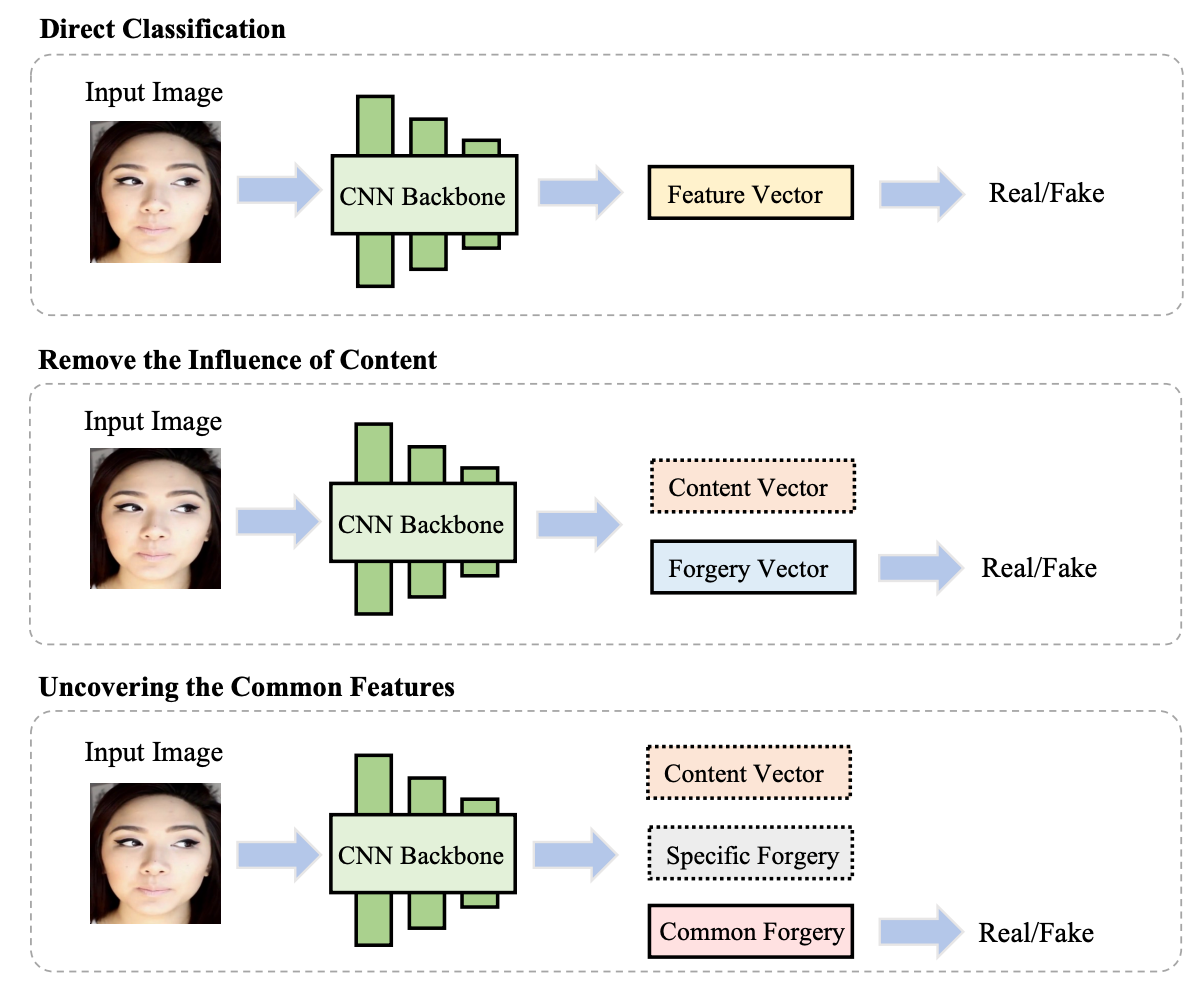 Direct Classification
Input Image
CNN Backbone
Feature Vector
Real/Fake
Remove the Influence of Content
Input Image
CNN Backbone
Content Vector
Forgery Vector
Real/Fake
Uncovering the Common Features
Input Image
CNN Backbone
Content Vector
Specific Forgery
Common Forgery
Real/Fake